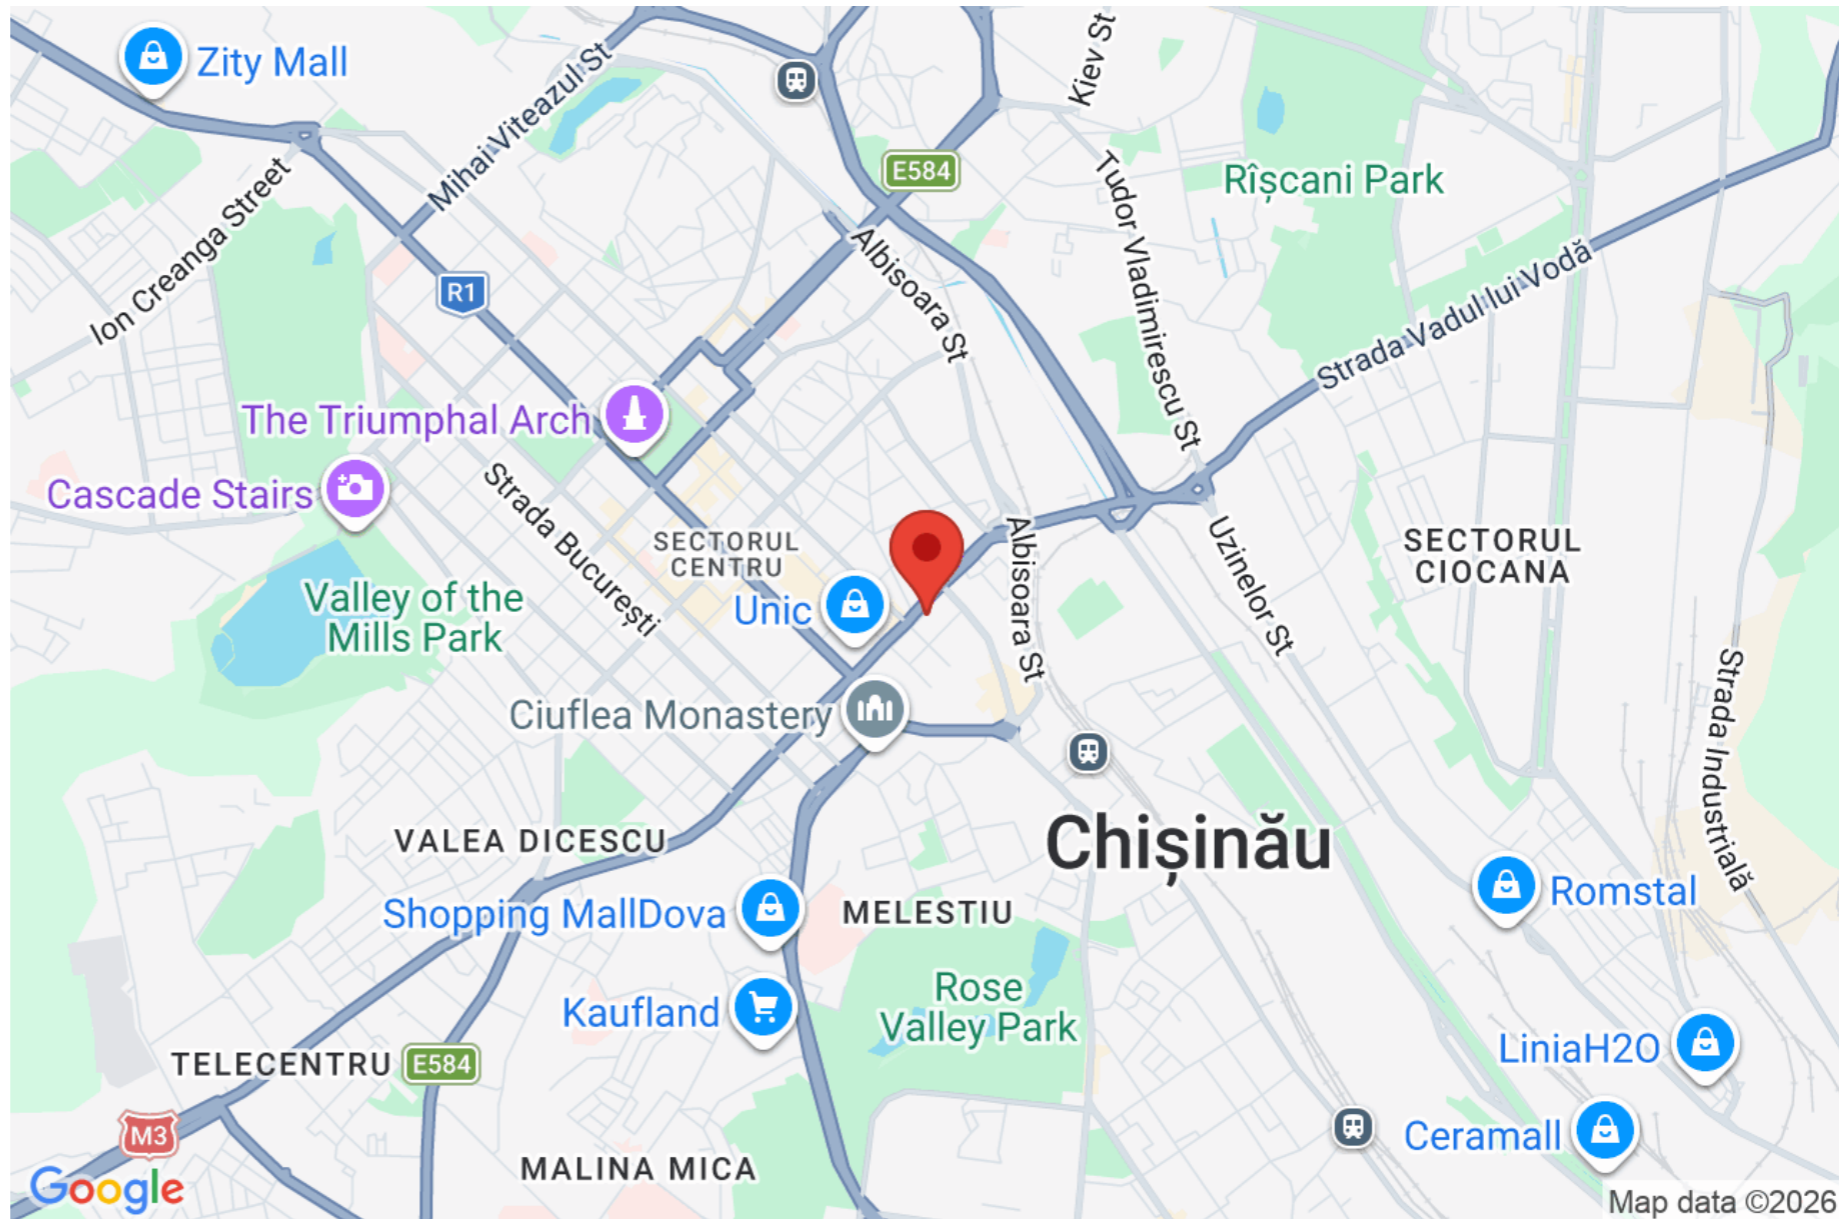 Zity Mall
Mihai Viteazul St
Kiev St
E584
Rîșcani Park
Tudor Vladimirescu St
Ion Creanga Street
Albisoara St
Strada Vadul lui Vodă
R1
The Triumphal Arch
Cascade Stairs
Strada București
SECTORUL
CENTRU
Albisoara St
Uzinelor St
SECTORUL
CIOCANA
Valley of the
Mills Park
Unic
Strada Industrială
Ciuflea Monastery
Chișinău
VALEA DICESCU
Romstal
Shopping MallDova
MELESTIU
Kaufland
Rose
Valley Park
LiniaH2O
TELECENTRU
E584
M3
Ceramall
MALINA MICA
Google
Map data ©2026